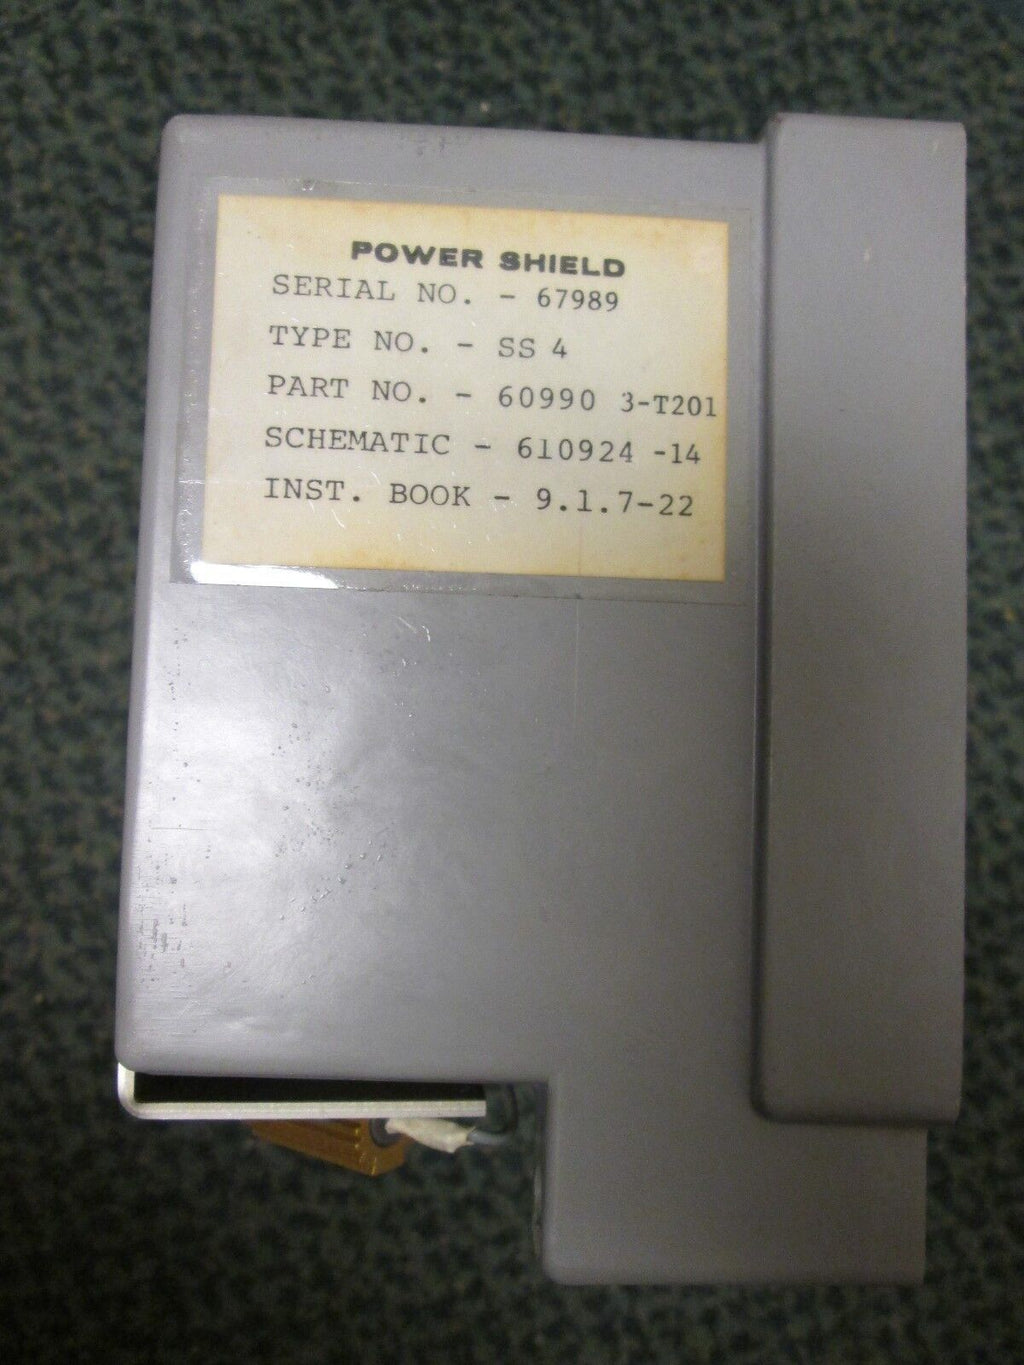 POWER SHIELD
SERIAL NO. - 67989
TYPE NO. - SS 4
PART NO. - 60990 3-T201
SCHEMATIC - 610924 -14
INST. BOOK - 9.1.7-22